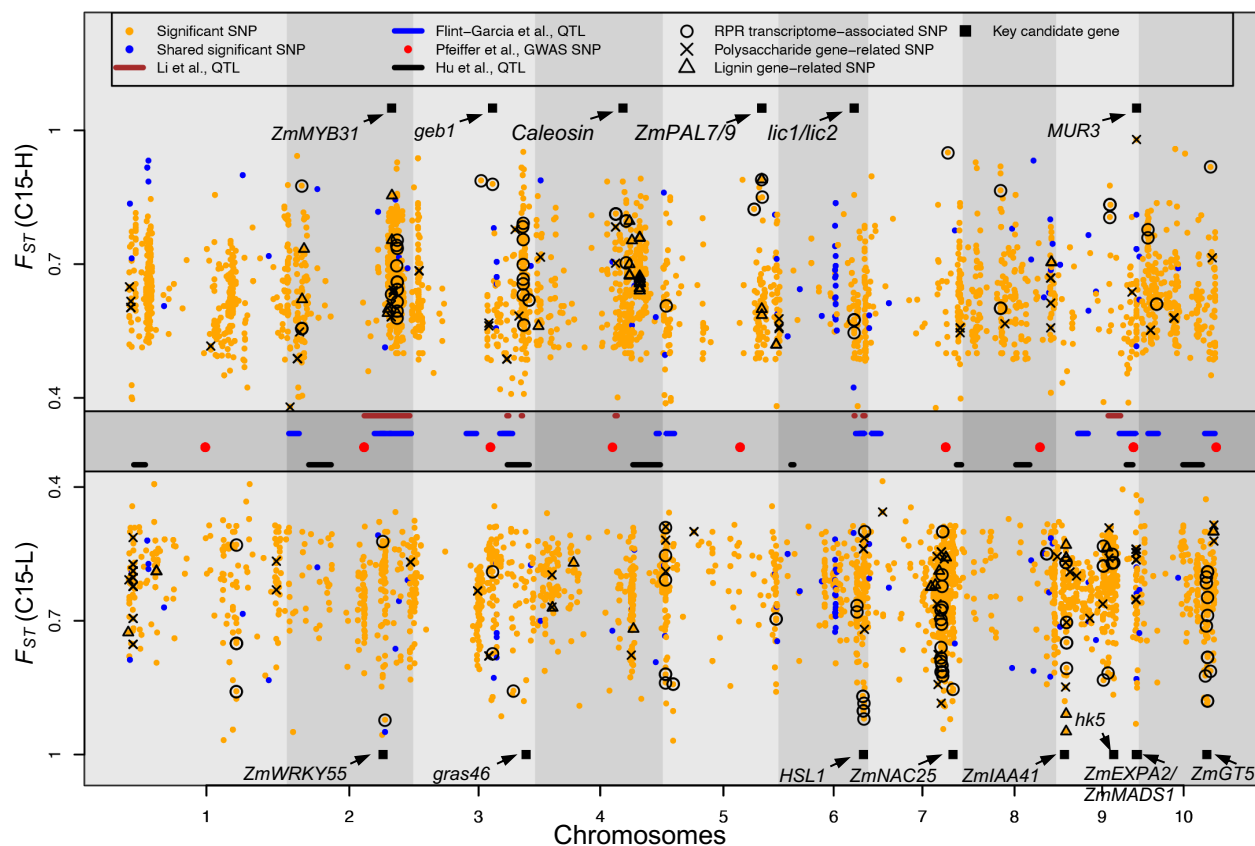 Significant SNP
Shared significant SNP
Li et al., QTL
Flint−Garcia et al., QTL
Pfeiffer et al., GWAS SNP
Hu et al., QTL
RPR transcriptome−associated SNP
Polysaccharide gene−related SNP
Lignin gene−related SNP
Key candidate gene
ZmMYB31
geb1
Caleosin
ZmPAL7/9
lic1/lic2
MUR3
1
0.7
0.4
FST (C15-H)
0.4
0.7
1
FST (C15-L)
ZmWRKY55
gras46
HSL1
ZmNAC25
ZmIAA41
hk5
ZmEXPA2/
ZmMADS1
ZmGT5
1 2 3 4 5 6 7 8 9 10
Chromosomes